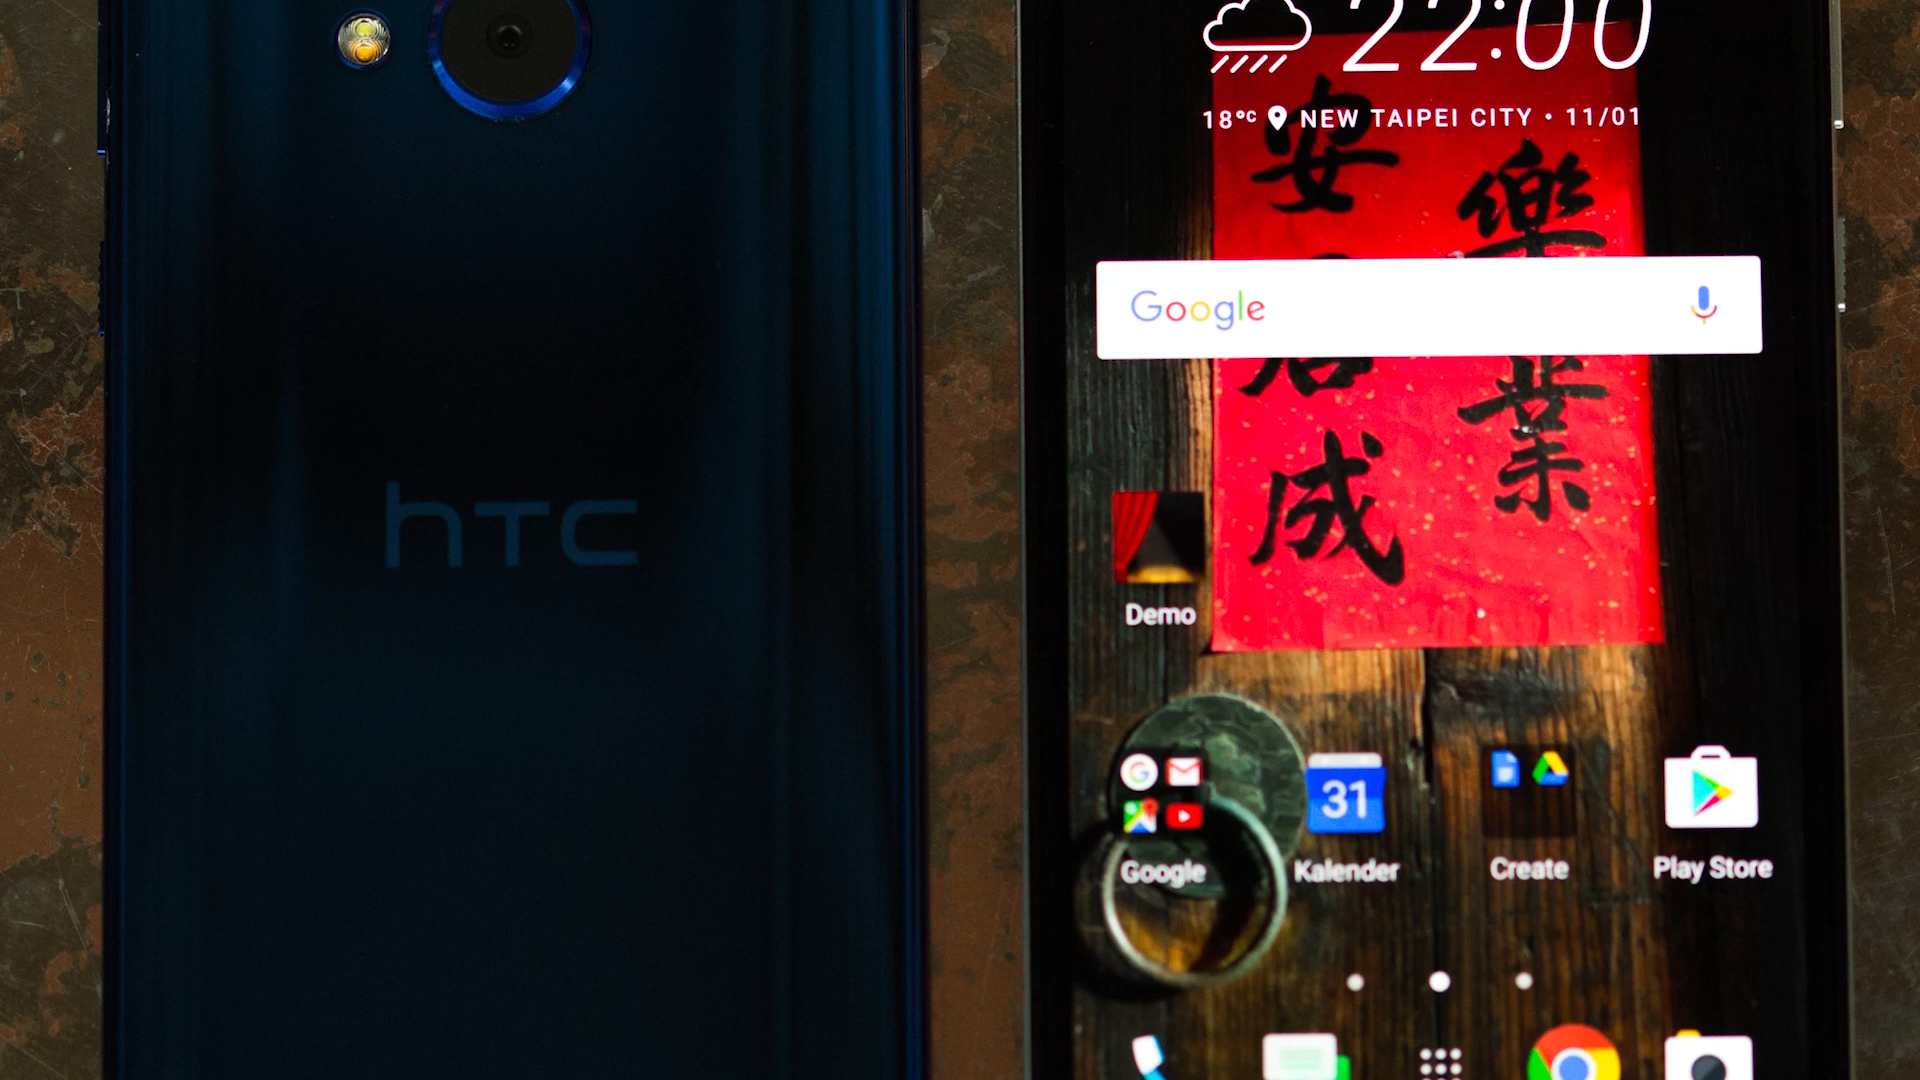 htc
22:00
18°C NEW TAIPEI CITY • 11/01
安
樂
Google
居
業
成
Demo
31
Google
Kalender
Create
Play Store